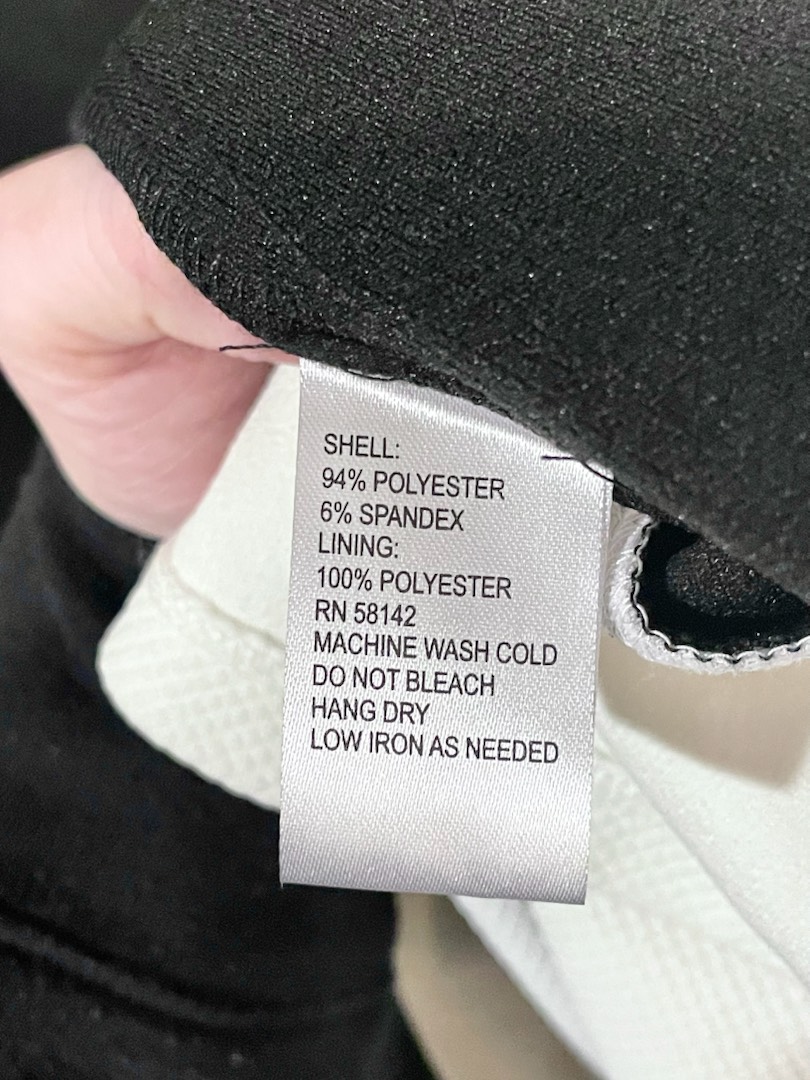 SHELL:
94% POLYESTER
6% SPANDEX
LINING:
100% POLYESTER
RN 58142
MACHINE WASH COLD
DO NOT BLEACH
HANG DRY
LOW IRON AS NEEDED